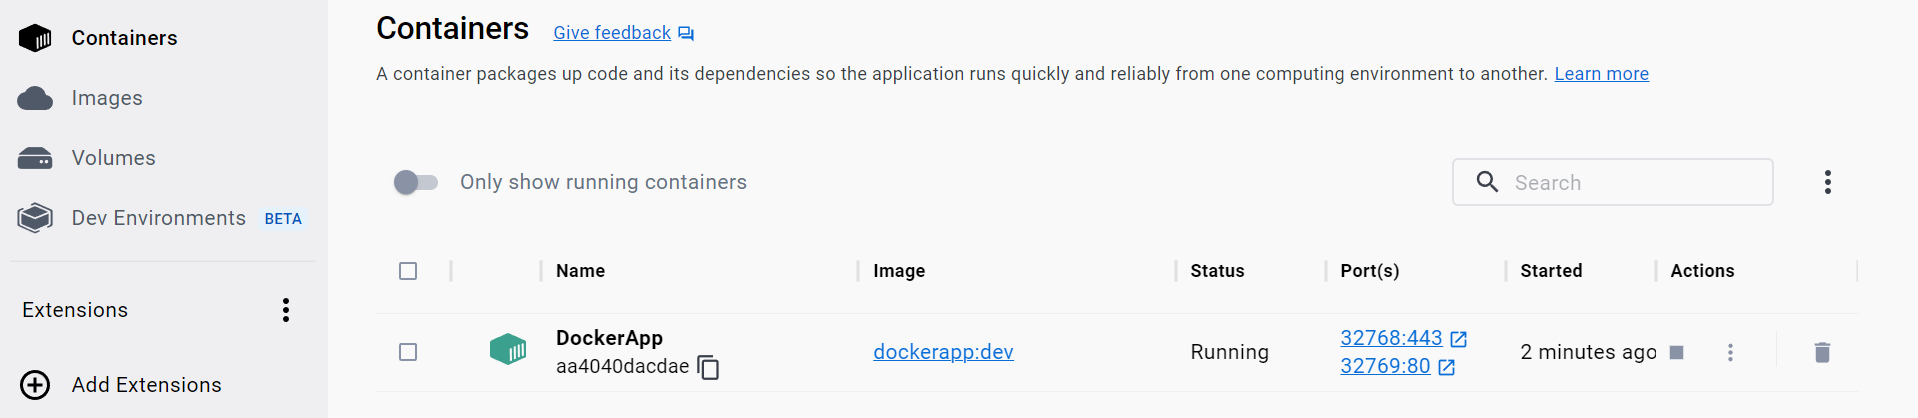 Containers
Images
Volumes
Dev Environments BETA
Extensions
Add Extensions
Containers Give feedback
A container packages up code and its dependencies so the application runs quickly and reliably from one computing environment to another. Learn more
Only show running containers
Search
Name Image Status Port(s) Started Actions
DockerApp
aa4040dacdae
dockerapp:dev
Running
32768:443
32769:80
2 minutes ago